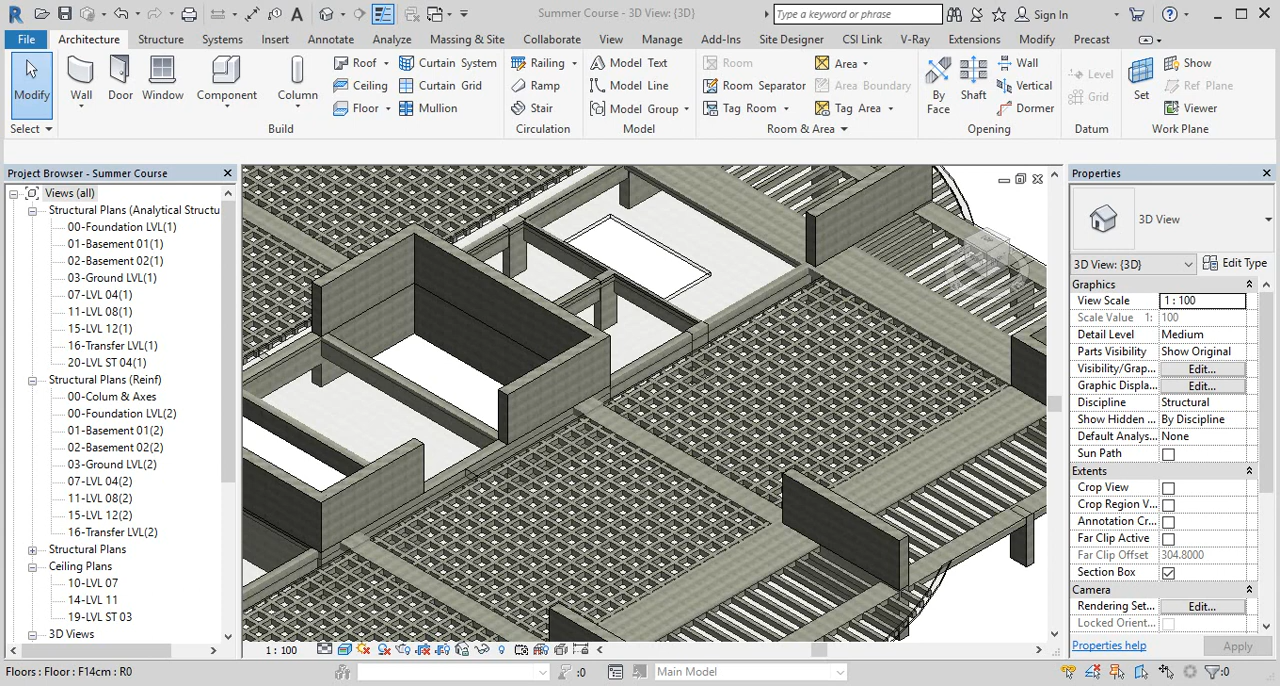 Summer Course - 3D View: {3D}
Type a keyword or phrase
Sign In
File Architecture Structure Systems Insert Annotate Analyze Massing & Site Collaborate View Manage Add-Ins Site Designer CSI Link V-Ray Extensions Modify Precast
Modify
Wall
Door
Window
Component
Column
Roof
Ceiling
Floor
Curtain System
Curtain Grid
Mullion
Railing
Ramp
Stair
Model Text
Model Line
Model Group
Room
Room Separator
Tag Room
Area
Area Boundary
Tag Area
By Face
Shaft
Wall
Vertical
Dormer
Level
Grid
Set
Show
Ref Plane
Viewer
Select
Build
Circulation
Model
Room & Area
Opening
Datum
Work Plane
Project Browser - Summer Course
Views (all)
Structural Plans (Analytical Structu
00-Foundation LVL(1)
01-Basement 01(1)
02-Basement 02(1)
03-Ground LVL(1)
07-LVL 04(1)
11-LVL 08(1)
15-LVL 12(1)
16-Transfer LVL(1)
20-LVL ST 04(1)
Structural Plans (Reinf)
00-Colum & Axes
00-Foundation LVL(2)
01-Basement 01(2)
02-Basement 02(2)
03-Ground LVL(2)
07-LVL 04(2)
11-LVL 08(2)
15-LVL 12(2)
16-Transfer LVL(2)
Structural Plans
Ceiling Plans
10-LVL 07
14-LVL 11
19-LVL ST 03
3D Views
Properties
3D View
3D View: {3D}
Edit Type
Graphics
View Scale 1 : 100
Scale Value 1: 100
Detail Level Medium
Parts Visibility Show Original
Visibility/Grap... Edit...
Graphic Displa... Edit...
Discipline Structural
Show Hidden ... By Discipline
Default Analys... None
Sun Path
Extents
Crop View
Crop Region V...
Annotation Cr...
Far Clip Active
Far Clip Offset 304.8000
Section Box
Camera
Rendering Set... Edit...
Locked Orient...
Properties help
Apply
1 : 100
Floors : Floor : F14cm : R0
:0
Main Model
:0